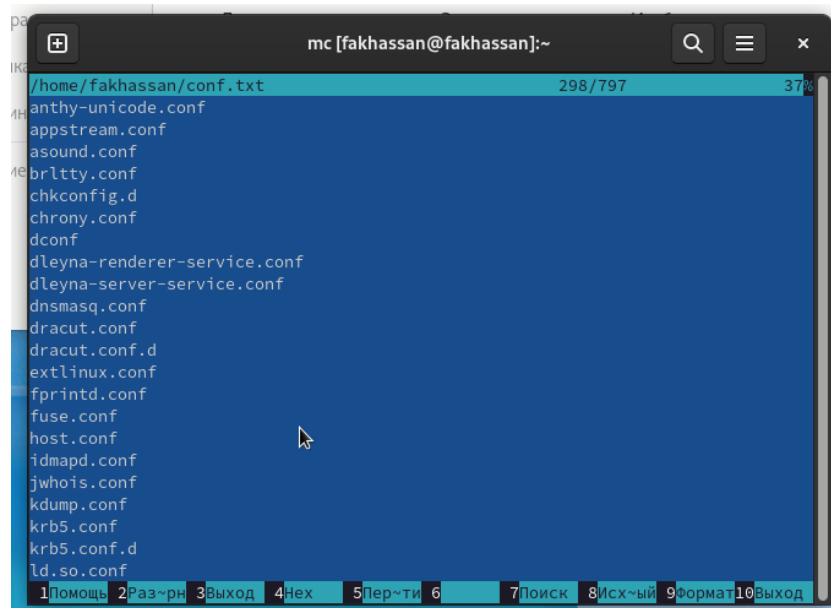 mc [fakhassan@fakhassan]:~
/home/fakhassan/conf.txt 298/797 37%
anthy-unicode.conf
appstream.conf
asound.conf
brltty.conf
chkconfig.d
chrony.conf
dconf
dleyna-renderer-service.conf
dleyna-server-service.conf
dnsmasq.conf
dracut.conf
dracut.conf.d
extlinux.conf
fprintd.conf
fuse.conf
host.conf
idmapd.conf
jwhois.conf
kdump.conf
krb5.conf
krb5.conf.d
ld.so.conf
1Помощь 2Раз~рн 3Выход 4Hex 5Пер~ти 6 7Поиск 8Исх~ый 9Формат 10Выход